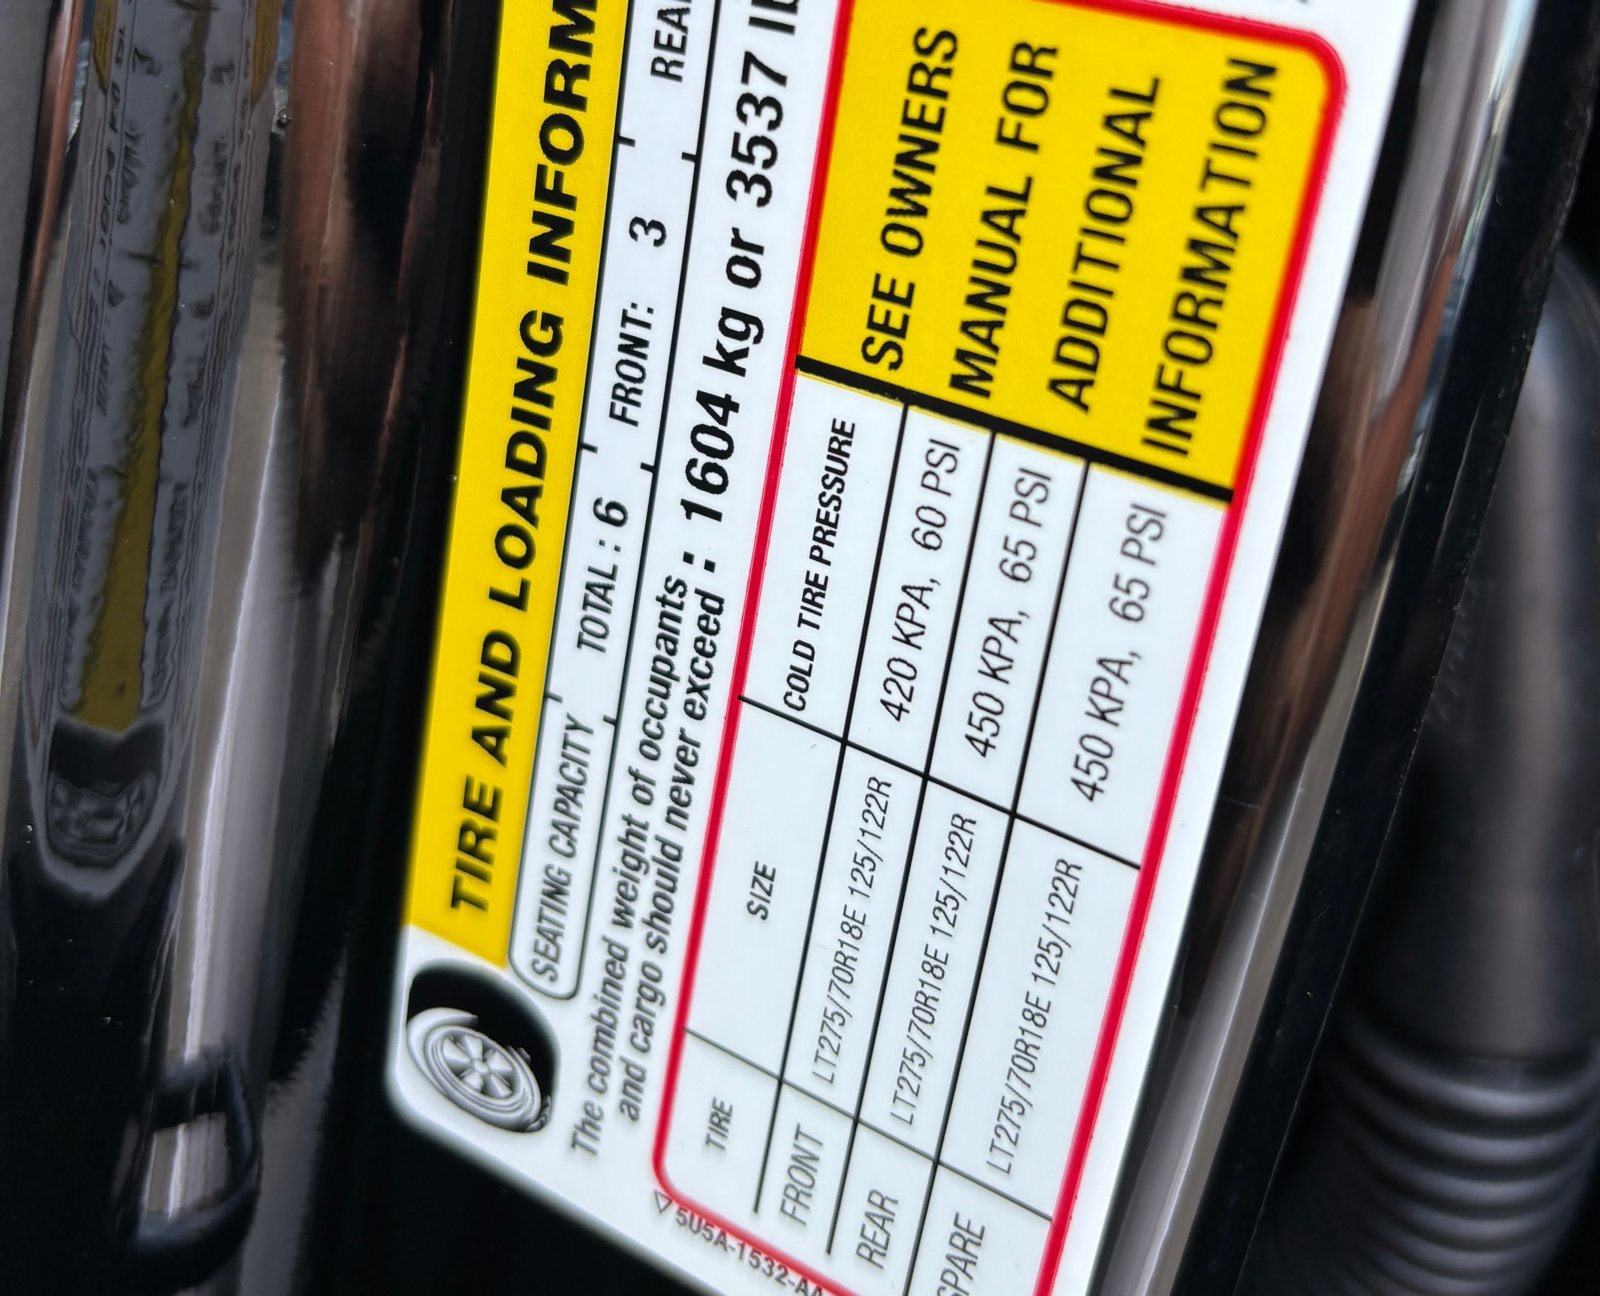 TIRE AND LOADING INFORM
SEATING CAPACITY TOTAL : 6 FRONT: 3 REA
The combined weight of occupants
and cargo should never exceed : 1604 kg or 3537 lb
TIRE SIZE COLD TIRE PRESSURE
FRONT LT275/70R18E 125/122R 420 KPA, 60 PSI
REAR LT275/70R18E 125/122R 450 KPA, 65 PSI
SPARE LT275/70R18E 125/122R 450 KPA, 65 PSI
SEE OWNERS
MANUAL FOR
ADDITIONAL
INFORMATION
5U5A-1532-AA